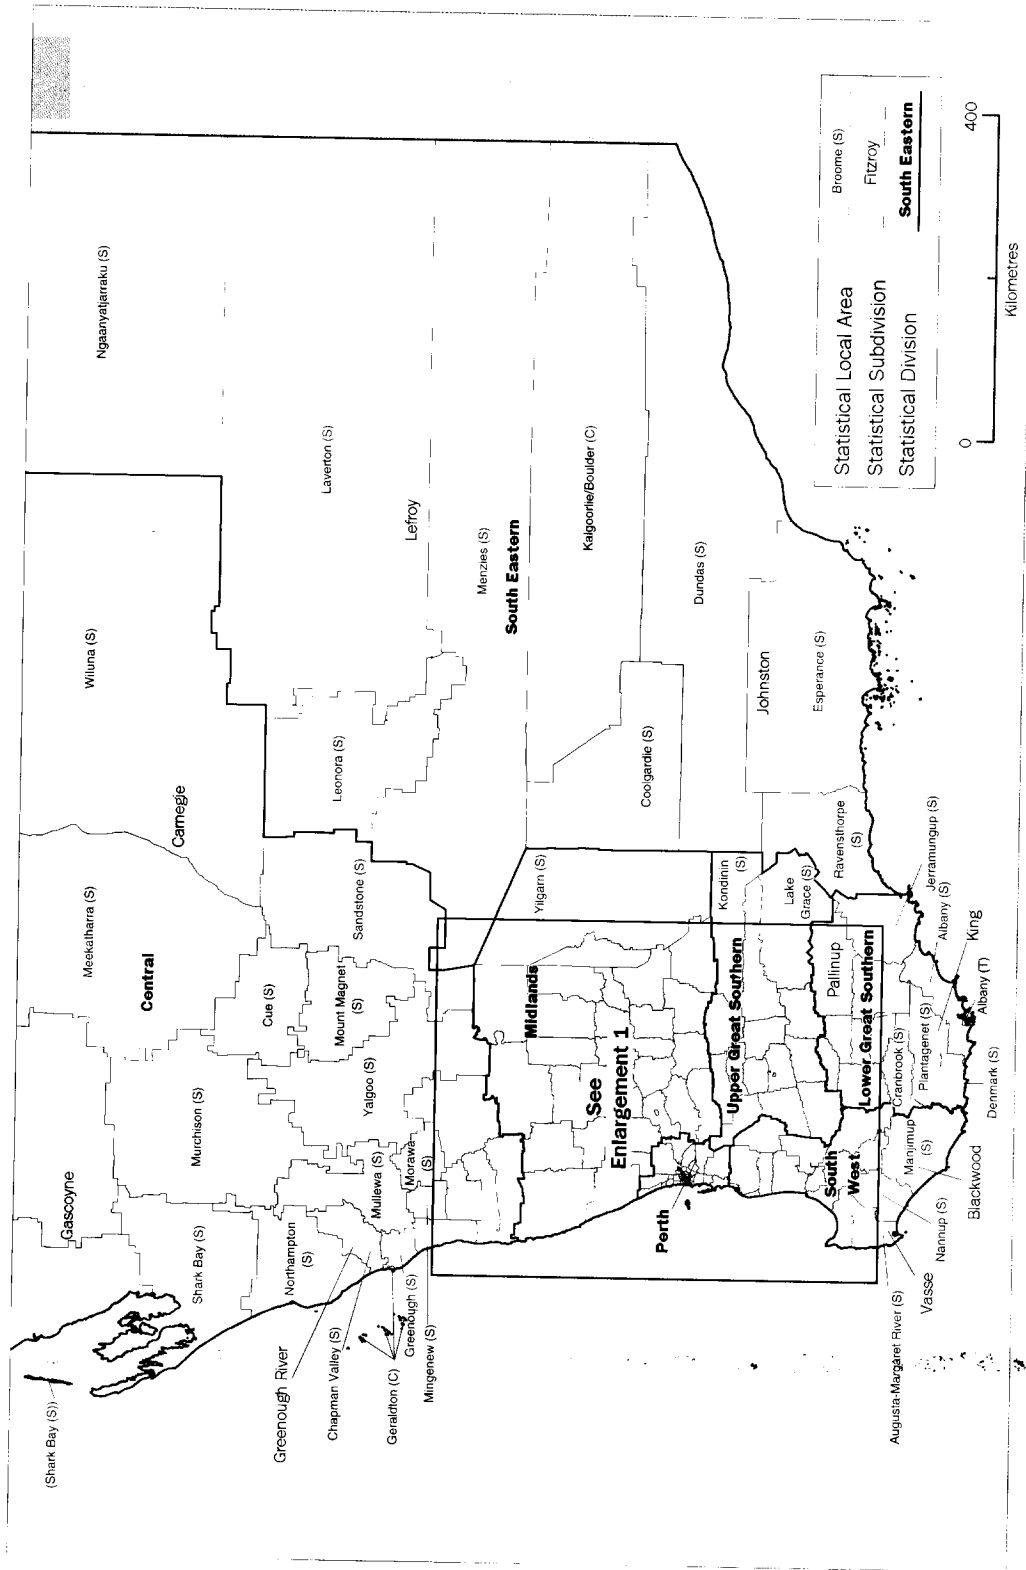 (Shark Bay (S))
Gascoyne
Shark Bay (S)
Murchison (S)
Meekatharra (S)
Central
Carnegie
Wiluna (S)
Ngaanyatjarraku (S)
Northampton
(S)
Greenough River
Chapman Valley (S)
Geraldton (C)
Greenough (S)
Mingenew (S)
Mullewa (S)
Morawa
(S)
Yalgoo (S)
Cue (S)
Mount Magnet
(S)
Sandstone (S)
Leonora (S)
Laverton (S)
Lefroy
Menzies (S)
South Eastern
Kalgoorlie/Boulder (C)
Coolgardie (S)
Dundas (S)
Johnston
Esperance (S)
Ravensthorpe
(S)
Yilgarn (S)
Kondinin
(S)
Lake
Grace (S)
Midlands
See
Enlargement 1
Upper Great Southern
Perth
South
West
Pallinup
Lower Great Southern
Cranbrook (S)
Plantagenet (S)
Jerramungup (S)
Albany (S)
King
Albany (T)
Denmark (S)
Manjimup
(S)
Blackwood
Nannup (S)
Vasse
Augusta-Margaret River (S)
Statistical Local Area Broome (S)
Statistical Subdivision Fitzroy
Statistical Division South Eastern
0 400
Kilometres